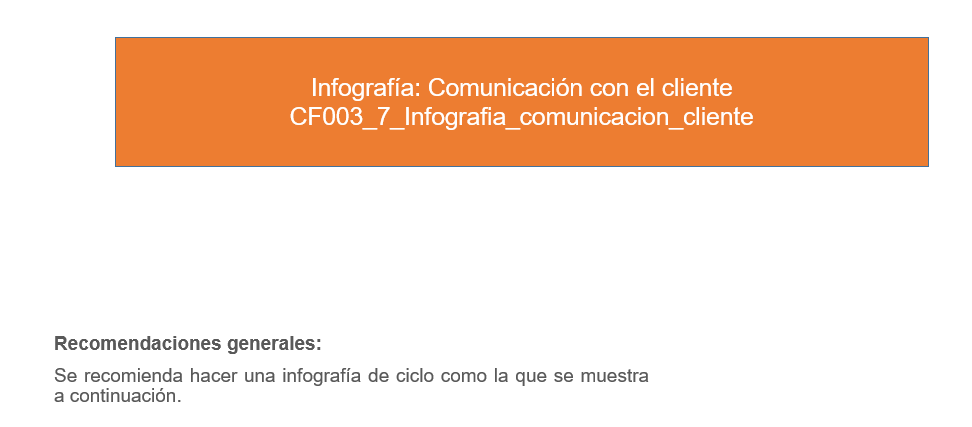 Infografía: Comunicación con el cliente
CF003_7_Infografia_comunicacion_cliente
Recomendaciones generales:
Se recomienda hacer una infografía de ciclo como la que se muestra
a continuación.